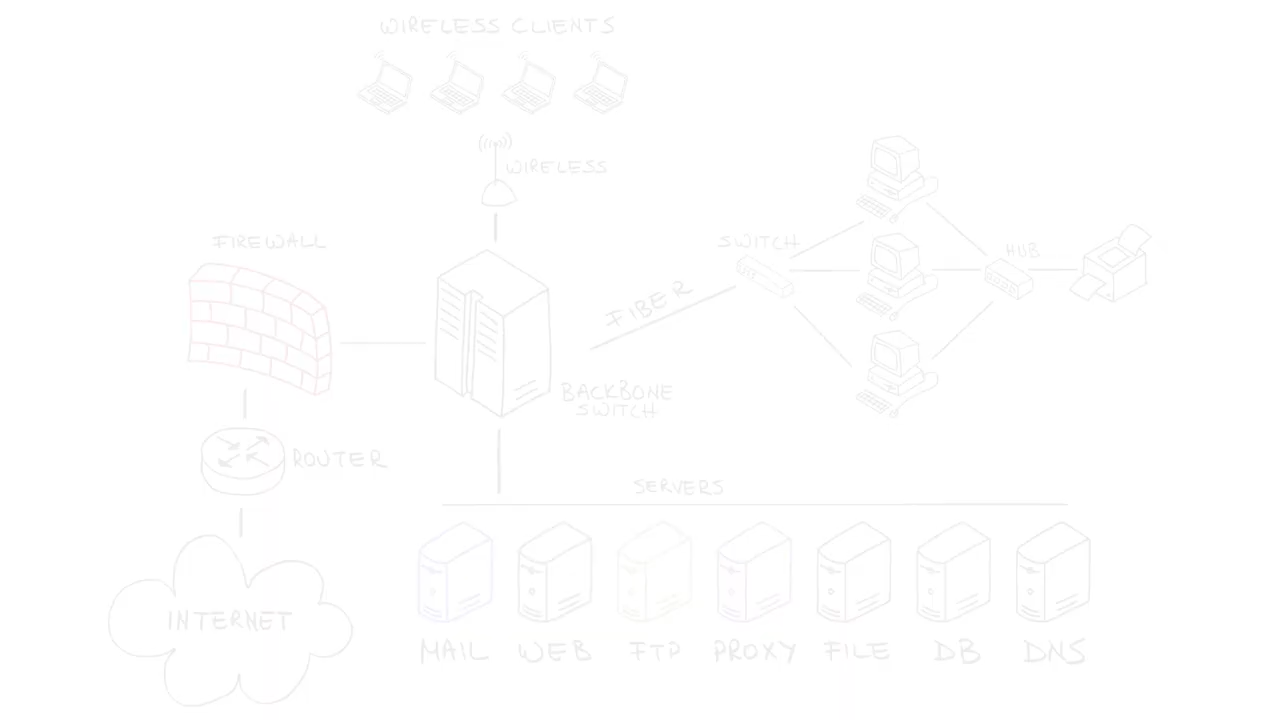 WIRELESS CLIENTS
WIRELESS
FIREWALL
SWITCH
HUB
FIBER
BACKBONE
SWITCH
ROUTER
SERVERS
INTERNET
MAIL WEB FTP PROXY FILE DB DNS